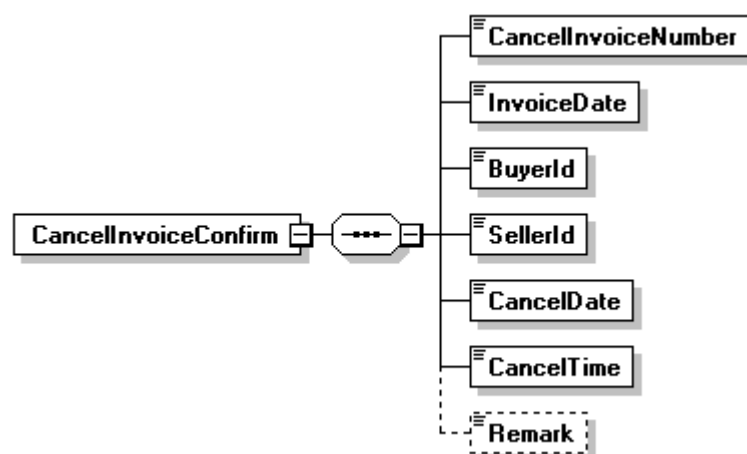 CancelInvoiceNumber
InvoiceDate
BuyerId
SellerId
CancelInvoiceConfirm
CancelDate
CancelTime
Remark